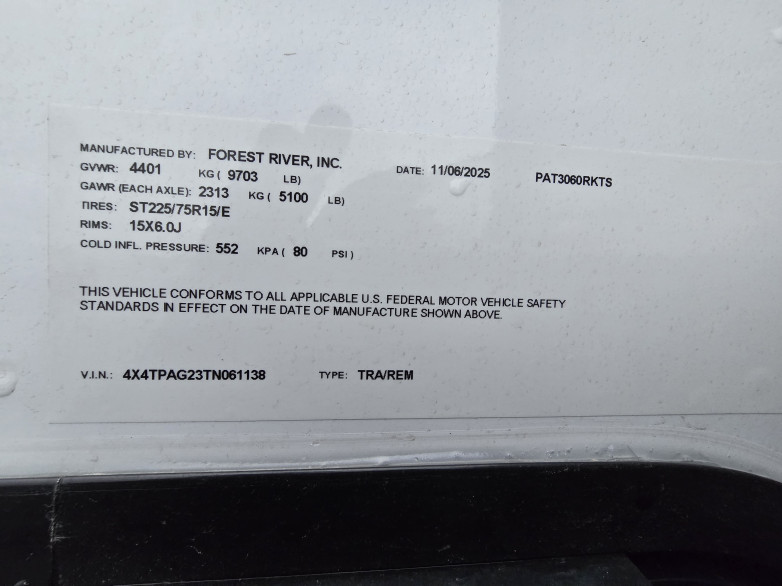 MANUFACTURED BY: FOREST RIVER, INC. DATE: 11/06/2025 PAT3060RKTS
GVWR: 4401 KG ( 9703 LB)
GAWR (EACH AXLE): 2313 KG ( 5100 LB)
TIRES: ST225/75R15/E
RIMS: 15X6.0J
COLD INFL. PRESSURE: 552 KPA ( 80 PSI )
THIS VEHICLE CONFORMS TO ALL APPLICABLE U.S. FEDERAL MOTOR VEHICLE SAFETY
STANDARDS IN EFFECT ON THE DATE OF MANUFACTURE SHOWN ABOVE.
V.I.N.: 4X4TPAG23TN061138 TYPE: TRA/REM